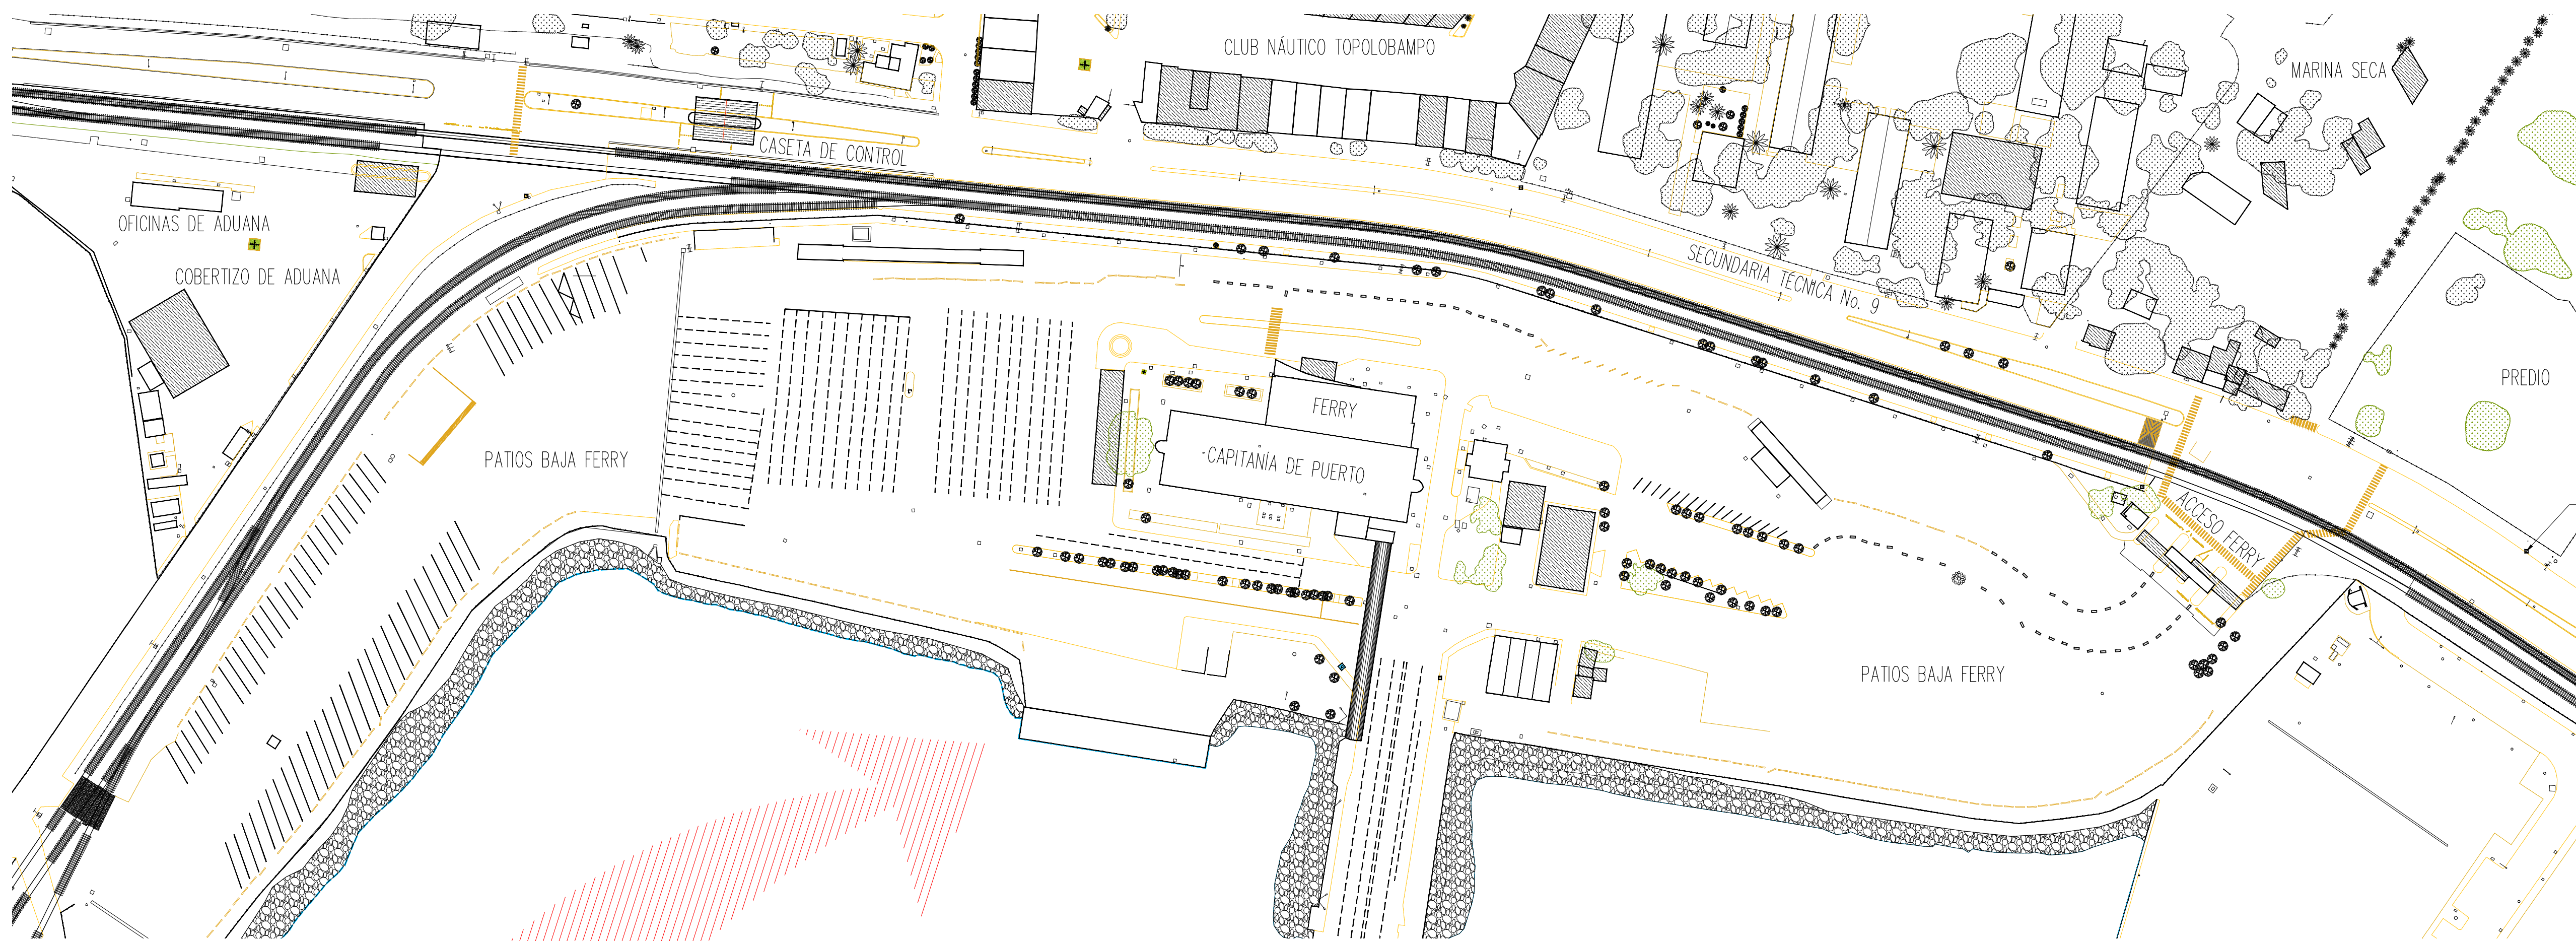 CLUB NÁUTICO TOPOLOBAMPO
MARINA SECA
CASETA DE CONTROL
OFICINAS DE ADUANA
COBERTIZO DE ADUANA
SECUNDARIA TÉCNICA No. 9
PREDIO
FERRY
CAPITANÍA DE PUERTO
PATIOS BAJA FERRY
ACCESO FERRY
PATIOS BAJA FERRY